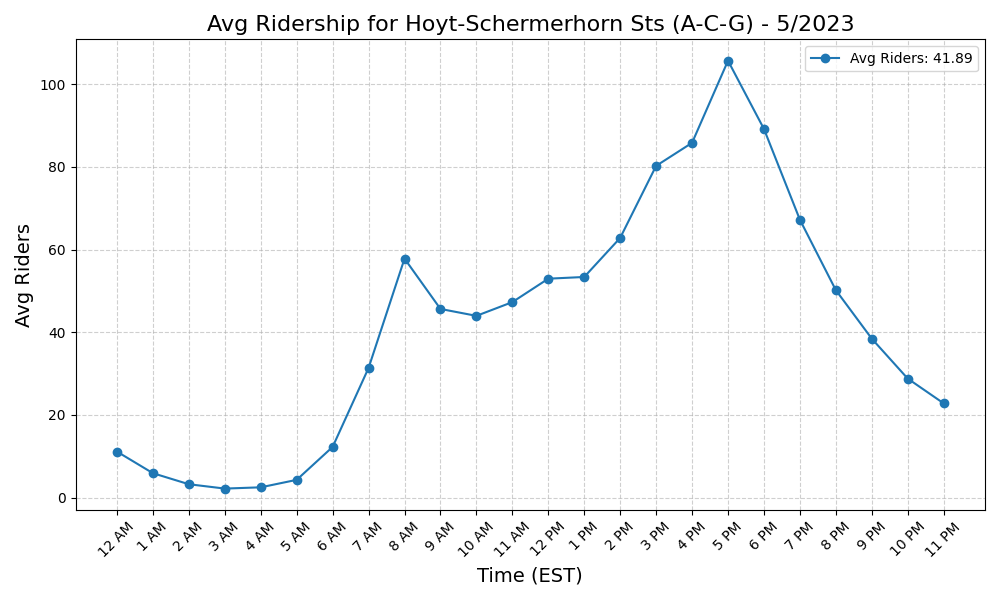 Avg Ridership for Hoyt-Schermerhorn Sts (A-C-G) - 5/2023
Avg Riders: 41.89
Avg Riders
100
80
60
40
20
0
12 AM
1 AM
2 AM
3 AM
4 AM
5 AM
6 AM
7 AM
8 AM
9 AM
10 AM
11 AM
12 PM
1 PM
2 PM
3 PM
4 PM
5 PM
6 PM
7 PM
8 PM
9 PM
10 PM
11 PM
Time (EST)